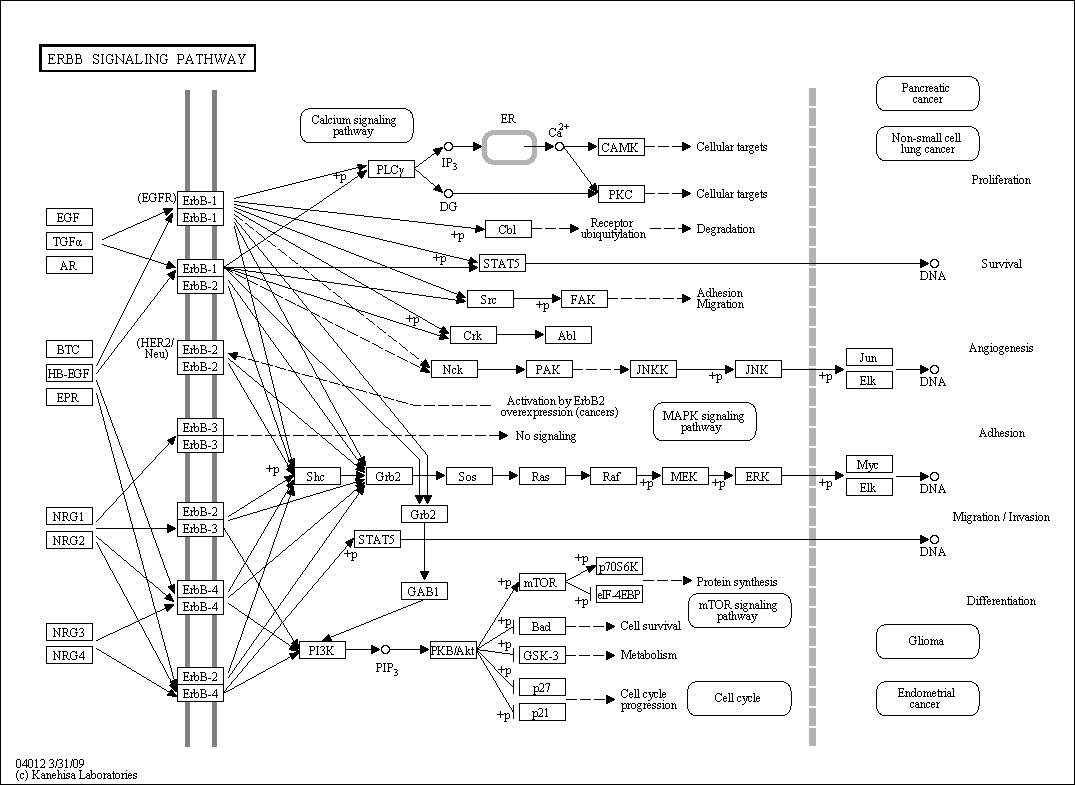 ERBB SIGNALING PATHWAY
Pancreatic
cancer
Calcium signaling
pathway
ER
Ca2+
Non-small cell
lung cancer
CAMK
Cellular targets
IP3
PLCγ
+p
Proliferation
(EGFR)
ErbB-1
ErbB-1
DG
PKC
Cellular targets
EGF
TGFα
AR
+p
Cbl
Receptor
ubiquitylation
Degradation
ErbB-1
ErbB-2
+p
STAT5
DNA
Survival
Src
+p
FAK
Adhesion
Migration
+p
Crk
Abl
(HER2/
Neu)
ErbB-2
ErbB-2
BTC
HB-EGF
EPR
Nck
PAK
JNKK
+p
JNK
+p
Jun
Elk
DNA
Angiogenesis
Activation by ErbB2
overexpression (cancers)
MAPK signaling
pathway
ErbB-3
ErbB-3
No signaling
Adhesion
+p
Shc
Grb2
Sos
Ras
Raf
+p
MEK
+p
ERK
+p
Myc
Elk
DNA
NRG1
NRG2
ErbB-2
ErbB-3
Grb2
Migration / Invasion
STAT5
+p
DNA
ErbB-4
ErbB-4
GAB1
+p
mTOR
+p
p70S6K
+p
eIF-4EBP
Protein synthesis
mTOR signaling
pathway
Differentiation
NRG3
NRG4
+p
Bad
Cell survival
Glioma
PI3K
PIP3
PKB/Akt
+p
GSK-3
Metabolism
ErbB-2
ErbB-4
+p
p27
+p
p21
Cell cycle
progression
Cell cycle
Endometrial
cancer
04012 3/31/09
(c) Kanehisa Laboratories